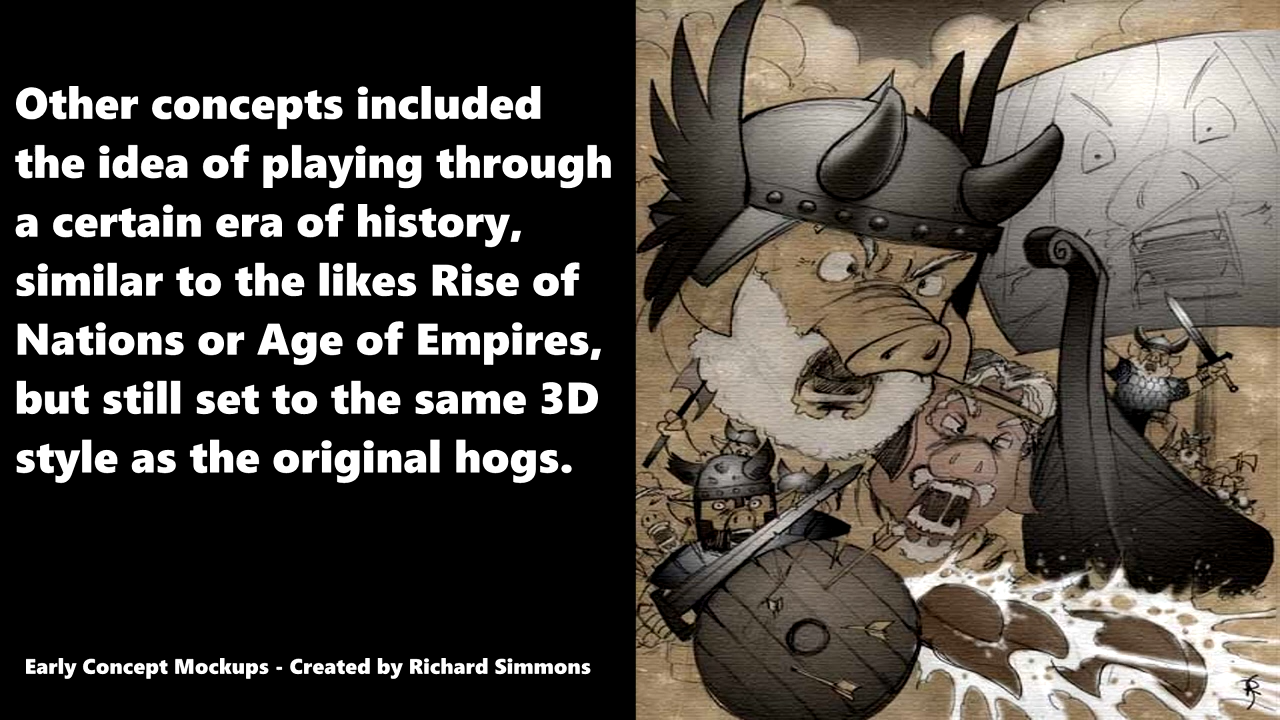 Other concepts included
the idea of playing through
a certain era of history,
similar to the likes Rise of
Nations or Age of Empires,
but still set to the same 3D
style as the original hogs.
Early Concept Mockups - Created by Richard Simmons